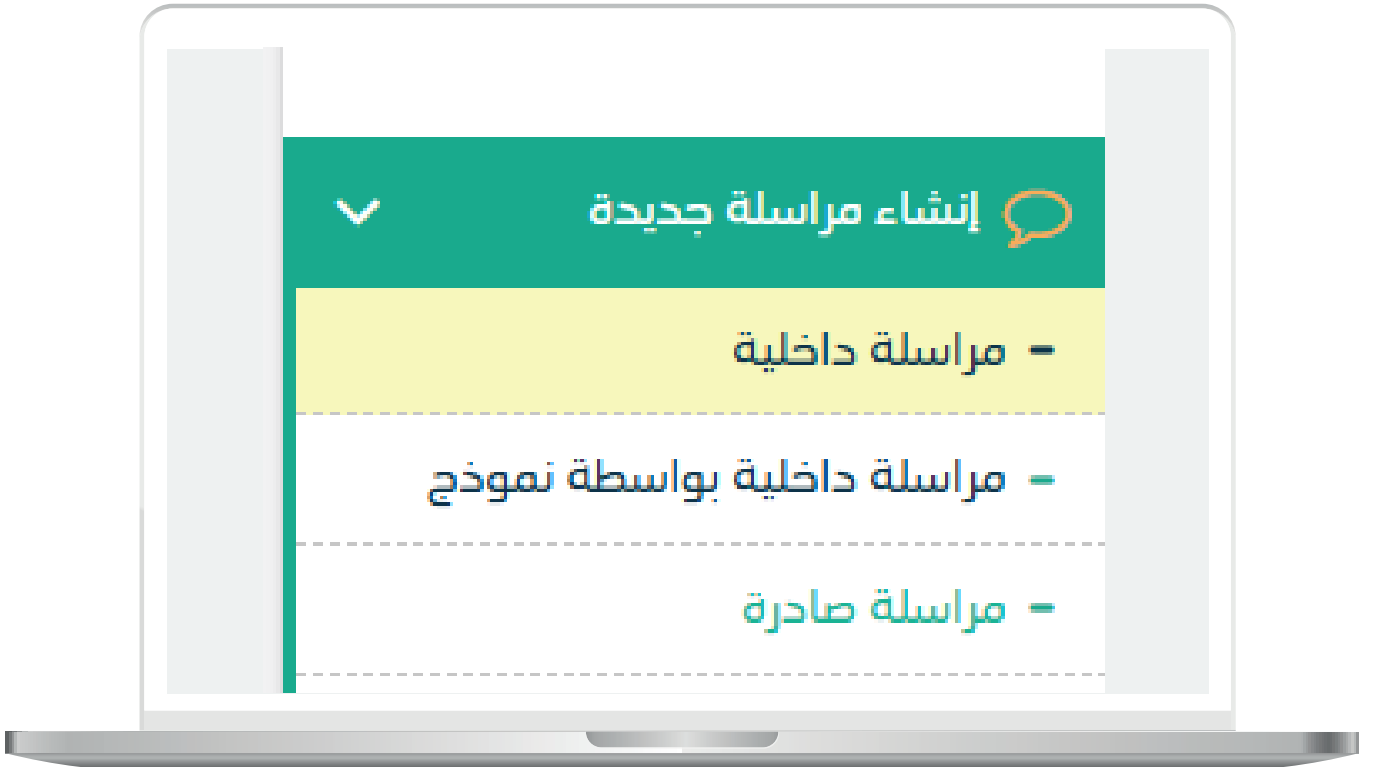 إنشاء مراسلة جديدة
- مراسلة داخلية
- مراسلة داخلية بواسطة نموذج
- مراسلة صادرة